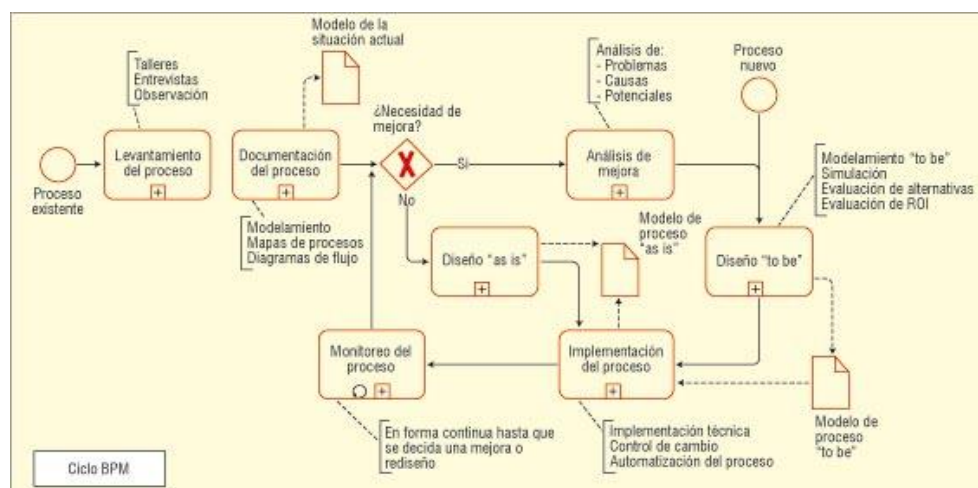 Modelo de la
situación actual
Talleres
Entrevistas
Observación
Análisis de:
- Problemas
- Causas
- Potenciales
Proceso
nuevo
¿Necesidad de
mejora?
Proceso
existente
Levantamiento
del proceso
Documentación
del proceso
X
Si
No
Análisis de
mejora
Modelamiento "to be"
Simulación
Evaluación de alternativas
Evaluación de ROI
Modelamiento
Mapas de procesos
Diagramas de flujo
Diseño "as is"
Modelo de
proceso
"as is"
Diseño "to be"
Monitoreo del
proceso
Implementación
del proceso
Modelo de
proceso
"to be"
En forma continua hasta que
se decida una mejora o
rediseño
Implementación técnica
Control de cambio
Automatización del proceso
Ciclo BPM